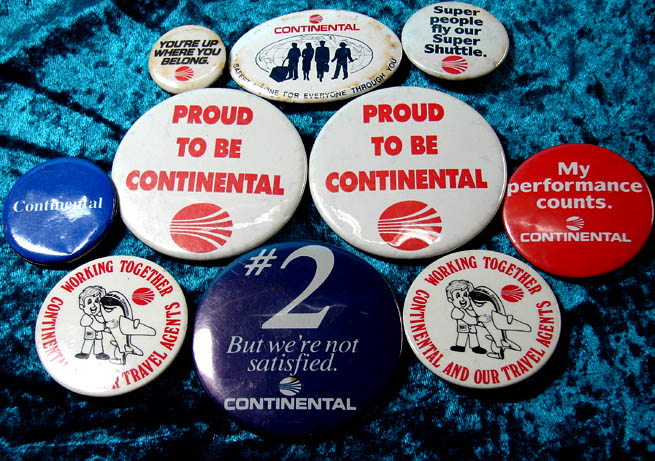 YOU'RE UP
WHERE YOU
BELONG.
CONTINENTAL
FOR EVERYONE THROUGH YOU
Super
people
fly our
Super
Shuttle.
PROUD
TO BE
CONTINENTAL
PROUD
TO BE
CONTINENTAL
Continental
My
performance
counts.
CONTINENTAL
WORKING TOGETHER
OUR TRAVEL AGENTS
#2
But we're not
satisfied.
CONTINENTAL
WORKING TOGETHER
CONTINENTAL AND OUR TRAVEL AGENTS